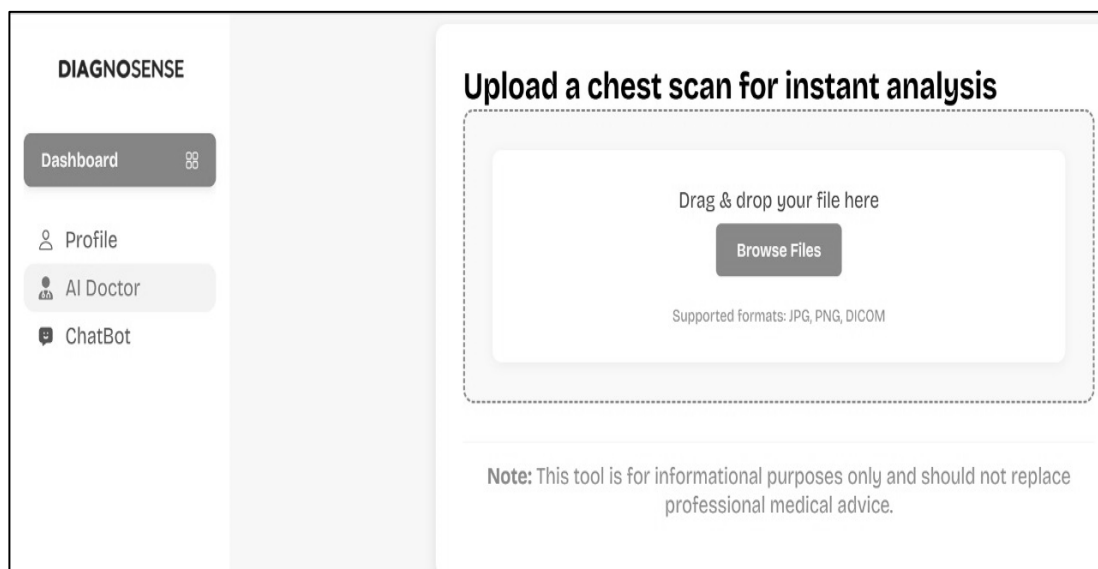 DIAGNOSENSE
Dashboard
Profile
AI Doctor
ChatBot
Upload a chest scan for instant analysis
Drag & drop your file here
Browse Files
Supported formats: JPG, PNG, DICOM
Note: This tool is for informational purposes only and should not replace
professional medical advice.